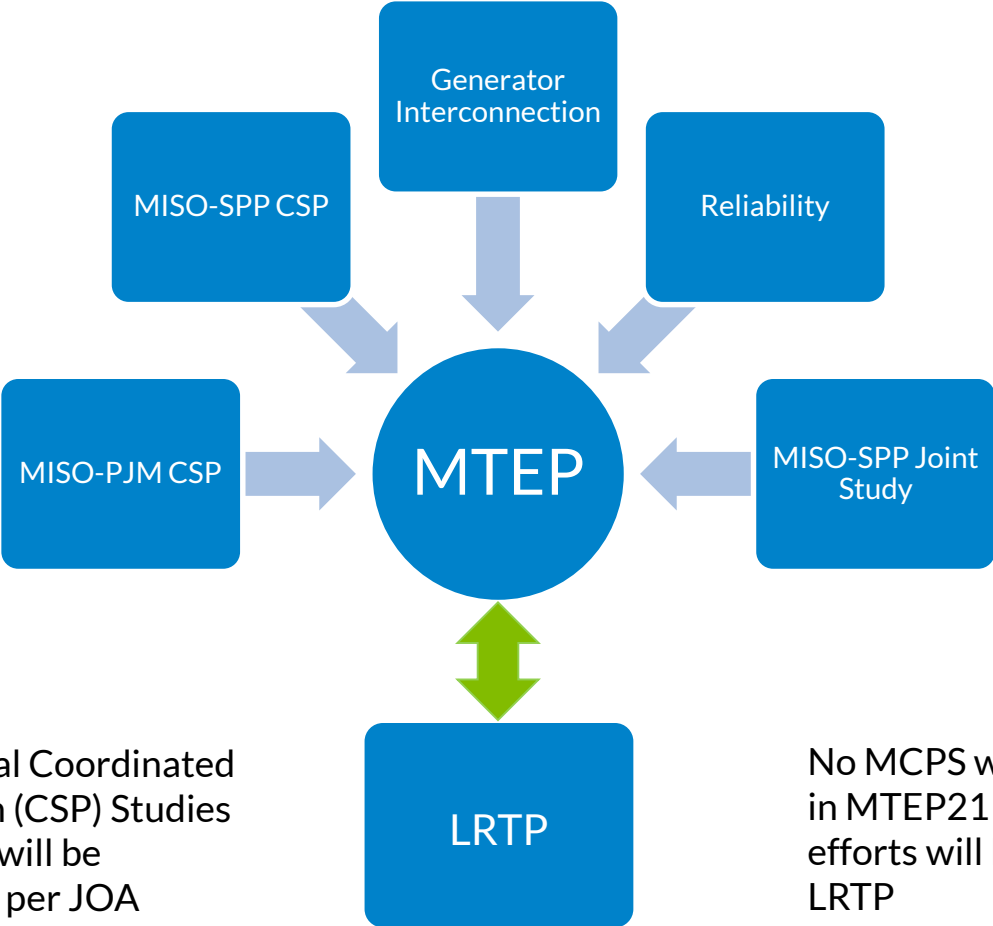 Generator
Interconnection
MISO-SPP CSP
Reliability
MISO-PJM CSP
MTEP
MISO-SPP Joint
Study
LRTP
Coordinated
(CSP) Studies
will be
per JOA
No MCPS
in MTEP21
efforts will
LRTP